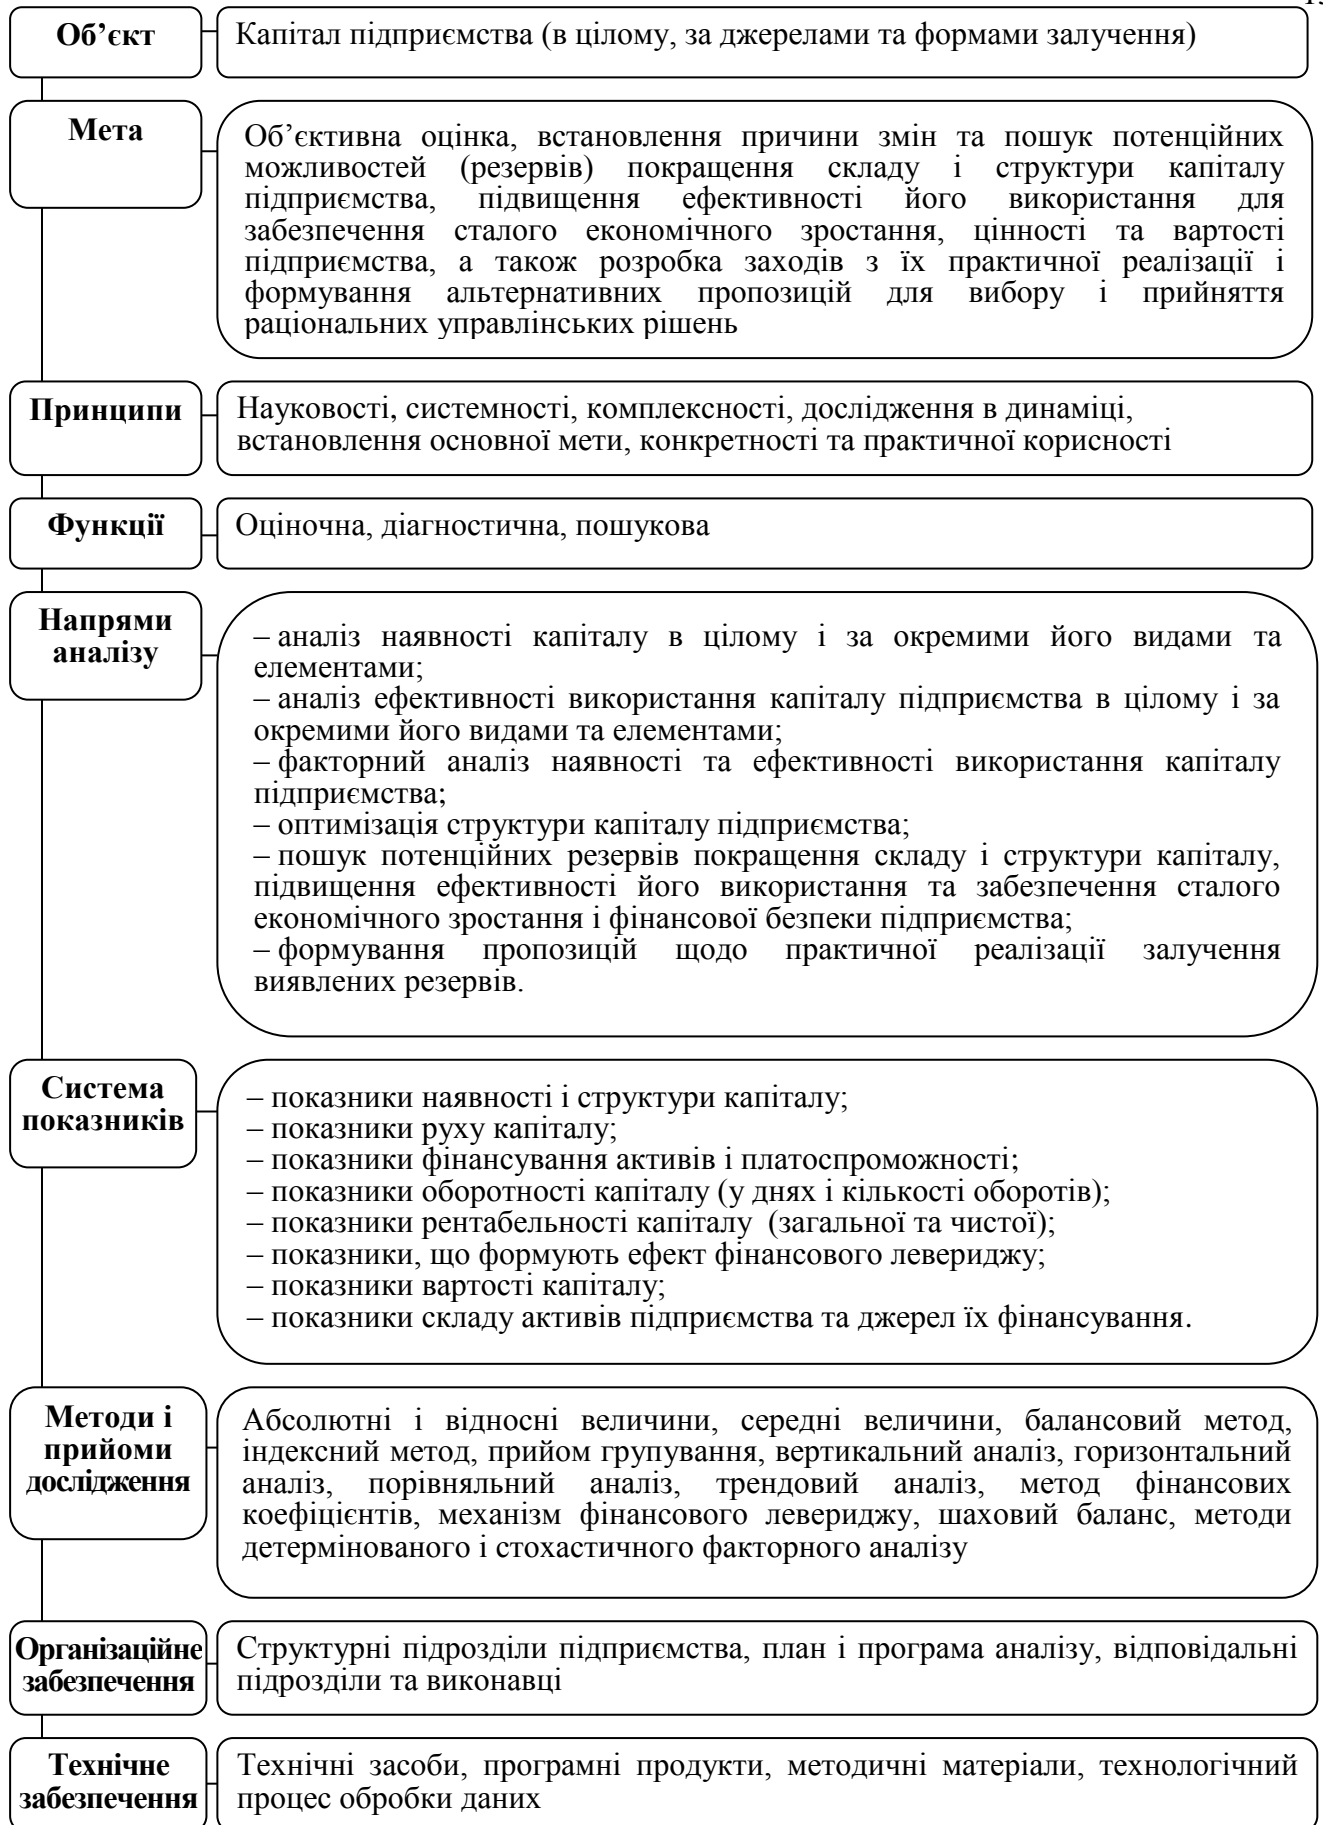 Об’єкт
Капітал підприємства (в цілому, за джерелами та формами залучення)
Мета
Об’єктивна оцінка, встановлення причини змін та пошук потенційних
можливостей (резервів) покращення складу і структури капіталу
підприємства, підвищення ефективності його використання для
забезпечення сталого економічного зростання, цінності та вартості
підприємства, а також розробка заходів з їх практичної реалізації і
формування альтернативних пропозицій для вибору і прийняття
раціональних управлінських рішень
Принципи
Науковості, системності, комплексності, дослідження в динаміці,
встановлення основної мети, конкретності та практичної корисності
Функції
Оціночна, діагностична, пошукова
Напрями
аналізу
– аналіз наявності капіталу в цілому і за окремими його видами та
елементами;
– аналіз ефективності використання капіталу підприємства в цілому і за
окремими його видами та елементами;
– факторний аналіз наявності та ефективності використання капіталу
підприємства;
– оптимізація структури капіталу підприємства;
– пошук потенційних резервів покращення складу і структури капіталу,
підвищення ефективності його використання та забезпечення сталого
економічного зростання і фінансової безпеки підприємства;
– формування пропозицій щодо практичної реалізації залучення
виявлених резервів.
Система
показників
– показники наявності і структури капіталу;
– показники руху капіталу;
– показники фінансування активів і платоспроможності;
– показники оборотності капіталу (у днях і кількості оборотів);
– показники рентабельності капіталу (загальної та чистої);
– показники, що формують ефект фінансового левериджу;
– показники вартості капіталу;
– показники складу активів підприємства та джерел їх фінансування.
Методи і
прийоми
дослідження
Абсолютні і відносні величини, середні величини, балансовий метод,
індексний метод, прийом групування, вертикальний аналіз, горизонтальний
аналіз, порівняльний аналіз, трендовий аналіз, метод фінансових
коефіцієнтів, механізм фінансового левериджу, шаховий баланс, методи
детермінованого і стохастичного факторного аналізу
Організаційне
забезпечення
Структурні підрозділи підприємства, план і програма аналізу, відповідальні
підрозділи та виконавці
Технічне
забезпечення
Технічні засоби, програмні продукти, методичні матеріали, технологічний
процес обробки даних